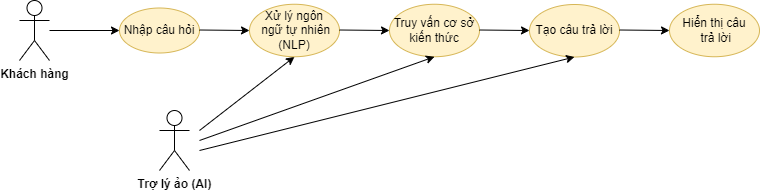 Nhập câu hỏi
Xử lý ngôn
ngữ tự nhiên
(NLP)
Truy vấn cơ sở
kiến thức
Tạo câu trả lời
Hiển thị câu
trả lời
Khách hàng
Trợ lý ảo (AI)